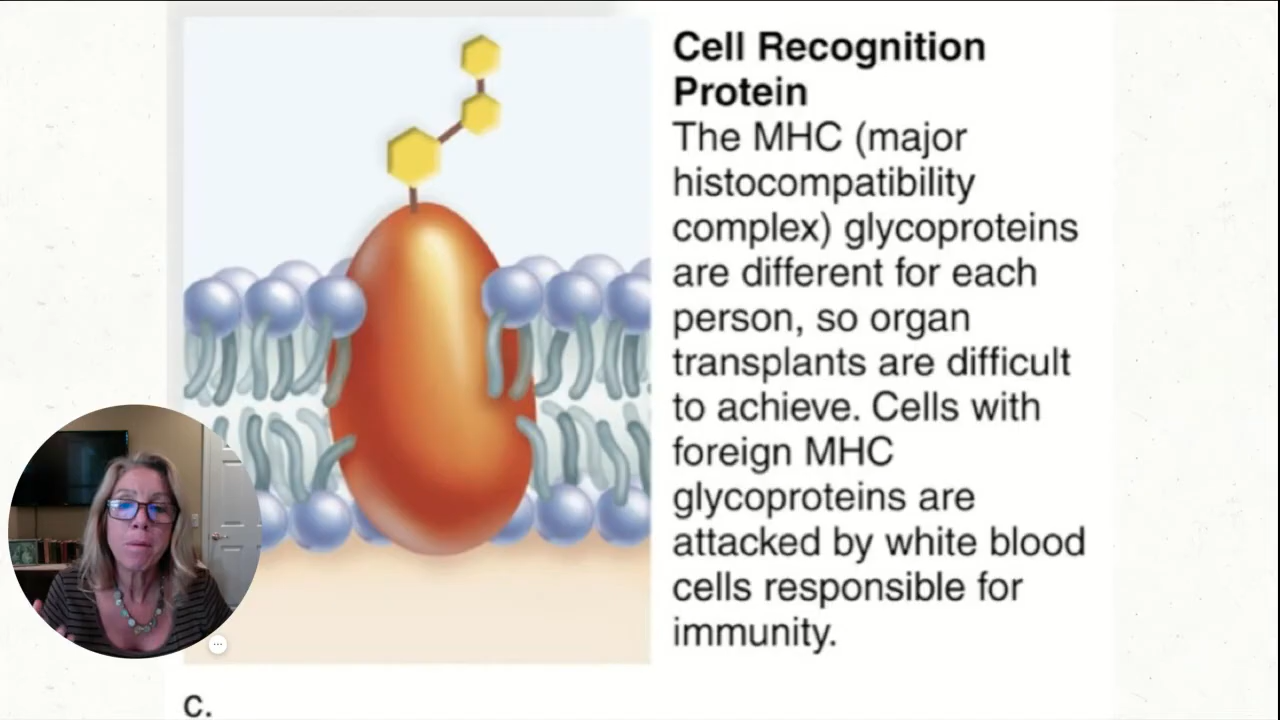 Cell Recognition
Protein
The MHC (major
histocompatibility
complex) glycoproteins
are different for each
person, so organ
transplants are difficult
to achieve. Cells with
foreign MHC
glycoproteins are
attacked by white blood
cells responsible for
immunity.
c.